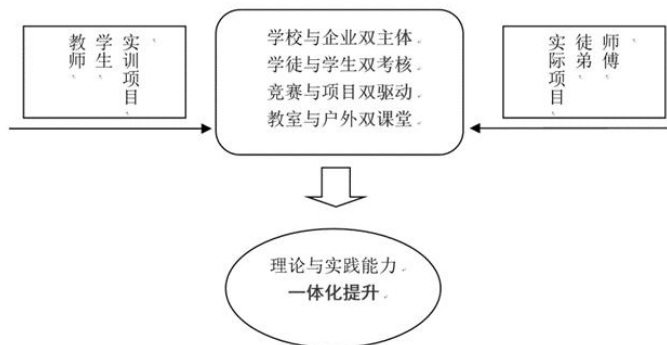 教师
学生
实训项目
学校与企业双主体
学徒与学生双考核
竞赛与项目双驱动
教室与户外双课堂
师傅
徒弟
实际项目
理论与实践能力
一体化提升